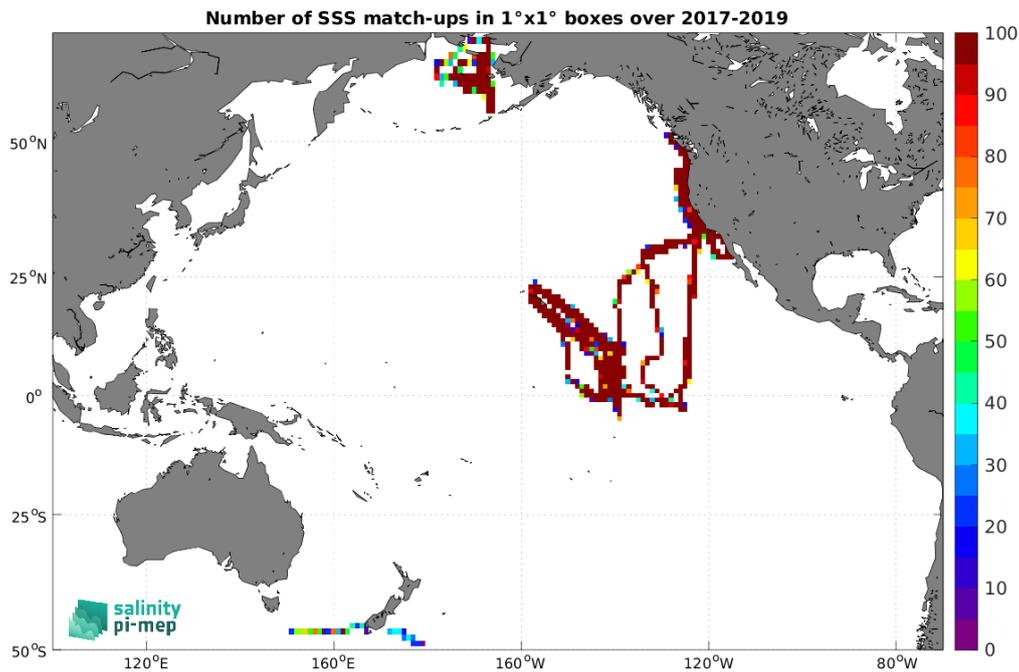 Number of SSS match-ups in 1°x1° boxes over 2017-2019
50°N
25°N
0°
25°S
50°S
120°E
160°E
160°W
120°W
80°W
100
90
80
70
60
50
40
30
20
10
0
salinity
pi-mep